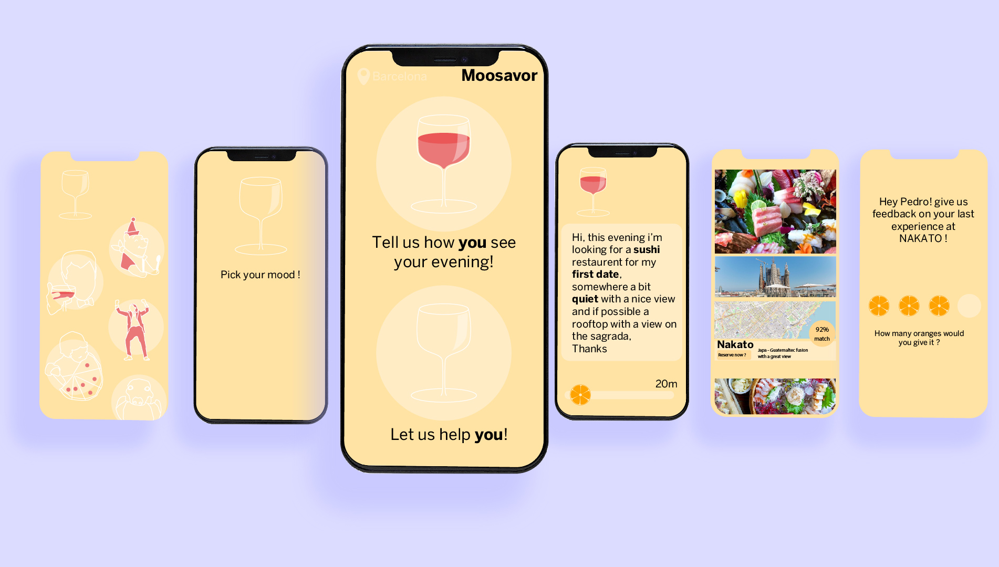 Pick your mood !
Barcelona
Moosavor
Tell us how you see
your evening!
Let us help you!
Hi, this evening i'm
looking for a sushi
restaurent for my
first date,
somewhere a bit
quiet with a nice view
and if possible a
rooftop with a view on
the sagrada,
Thanks
20m
92%
match
Nakato
Reserve now ?
Japa - Guatemaltec fusion
with a great view
Hey Pedro! give us
feedback on your last
experience at
NAKATO !
How many oranges would
you give it ?